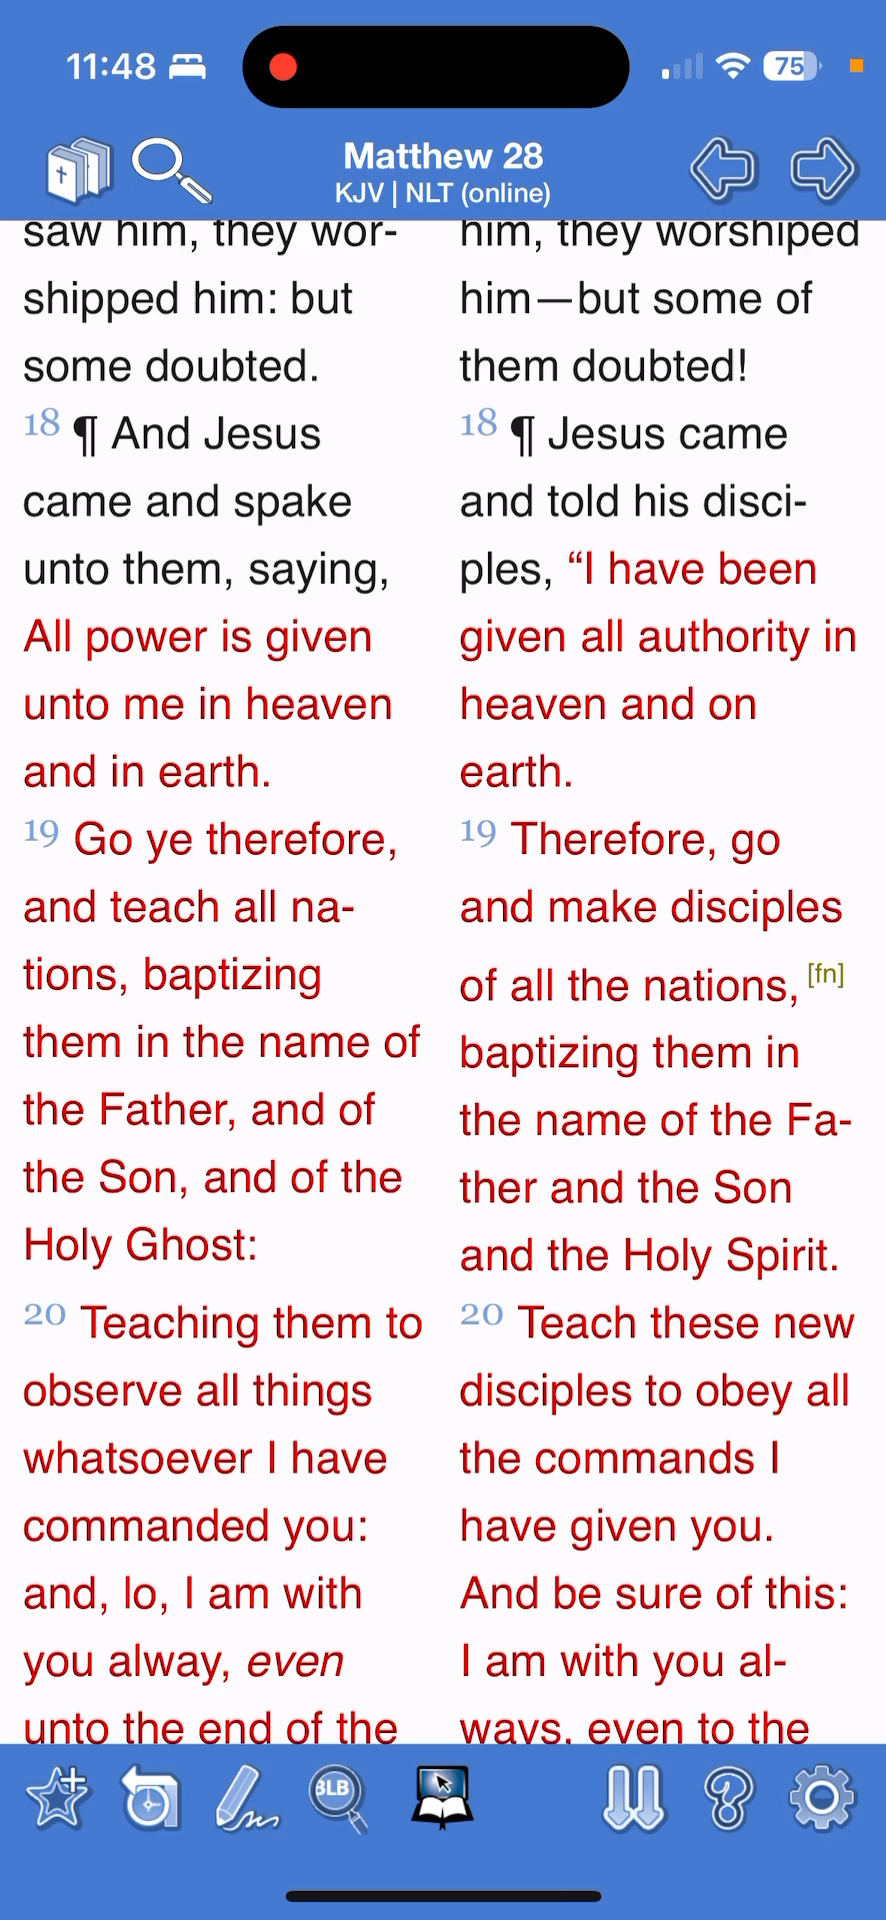 11:48
75
Matthew 28
KJV | NLT (online)
saw him, they wor-
shipped him: but
some doubted.
18 ¶ And Jesus
came and spake
unto them, saying,
All power is given
unto me in heaven
and in earth.
19 Go ye therefore,
and teach all na-
tions, baptizing
them in the name of
the Father, and of
the Son, and of the
Holy Ghost:
20 Teaching them to
observe all things
whatsoever I have
commanded you:
and, lo, I am with
you alway, even
unto the end of the
him, they worshiped
him—but some of
them doubted!
18 ¶ Jesus came
and told his disci-
ples, “I have been
given all authority in
heaven and on
earth.
19 Therefore, go
and make disciples
of all the nations, [fn]
baptizing them in
the name of the Fa-
ther and the Son
and the Holy Spirit.
20 Teach these new
disciples to obey all
the commands I
have given you.
And be sure of this:
I am with you al-
ways, even to the
BLB